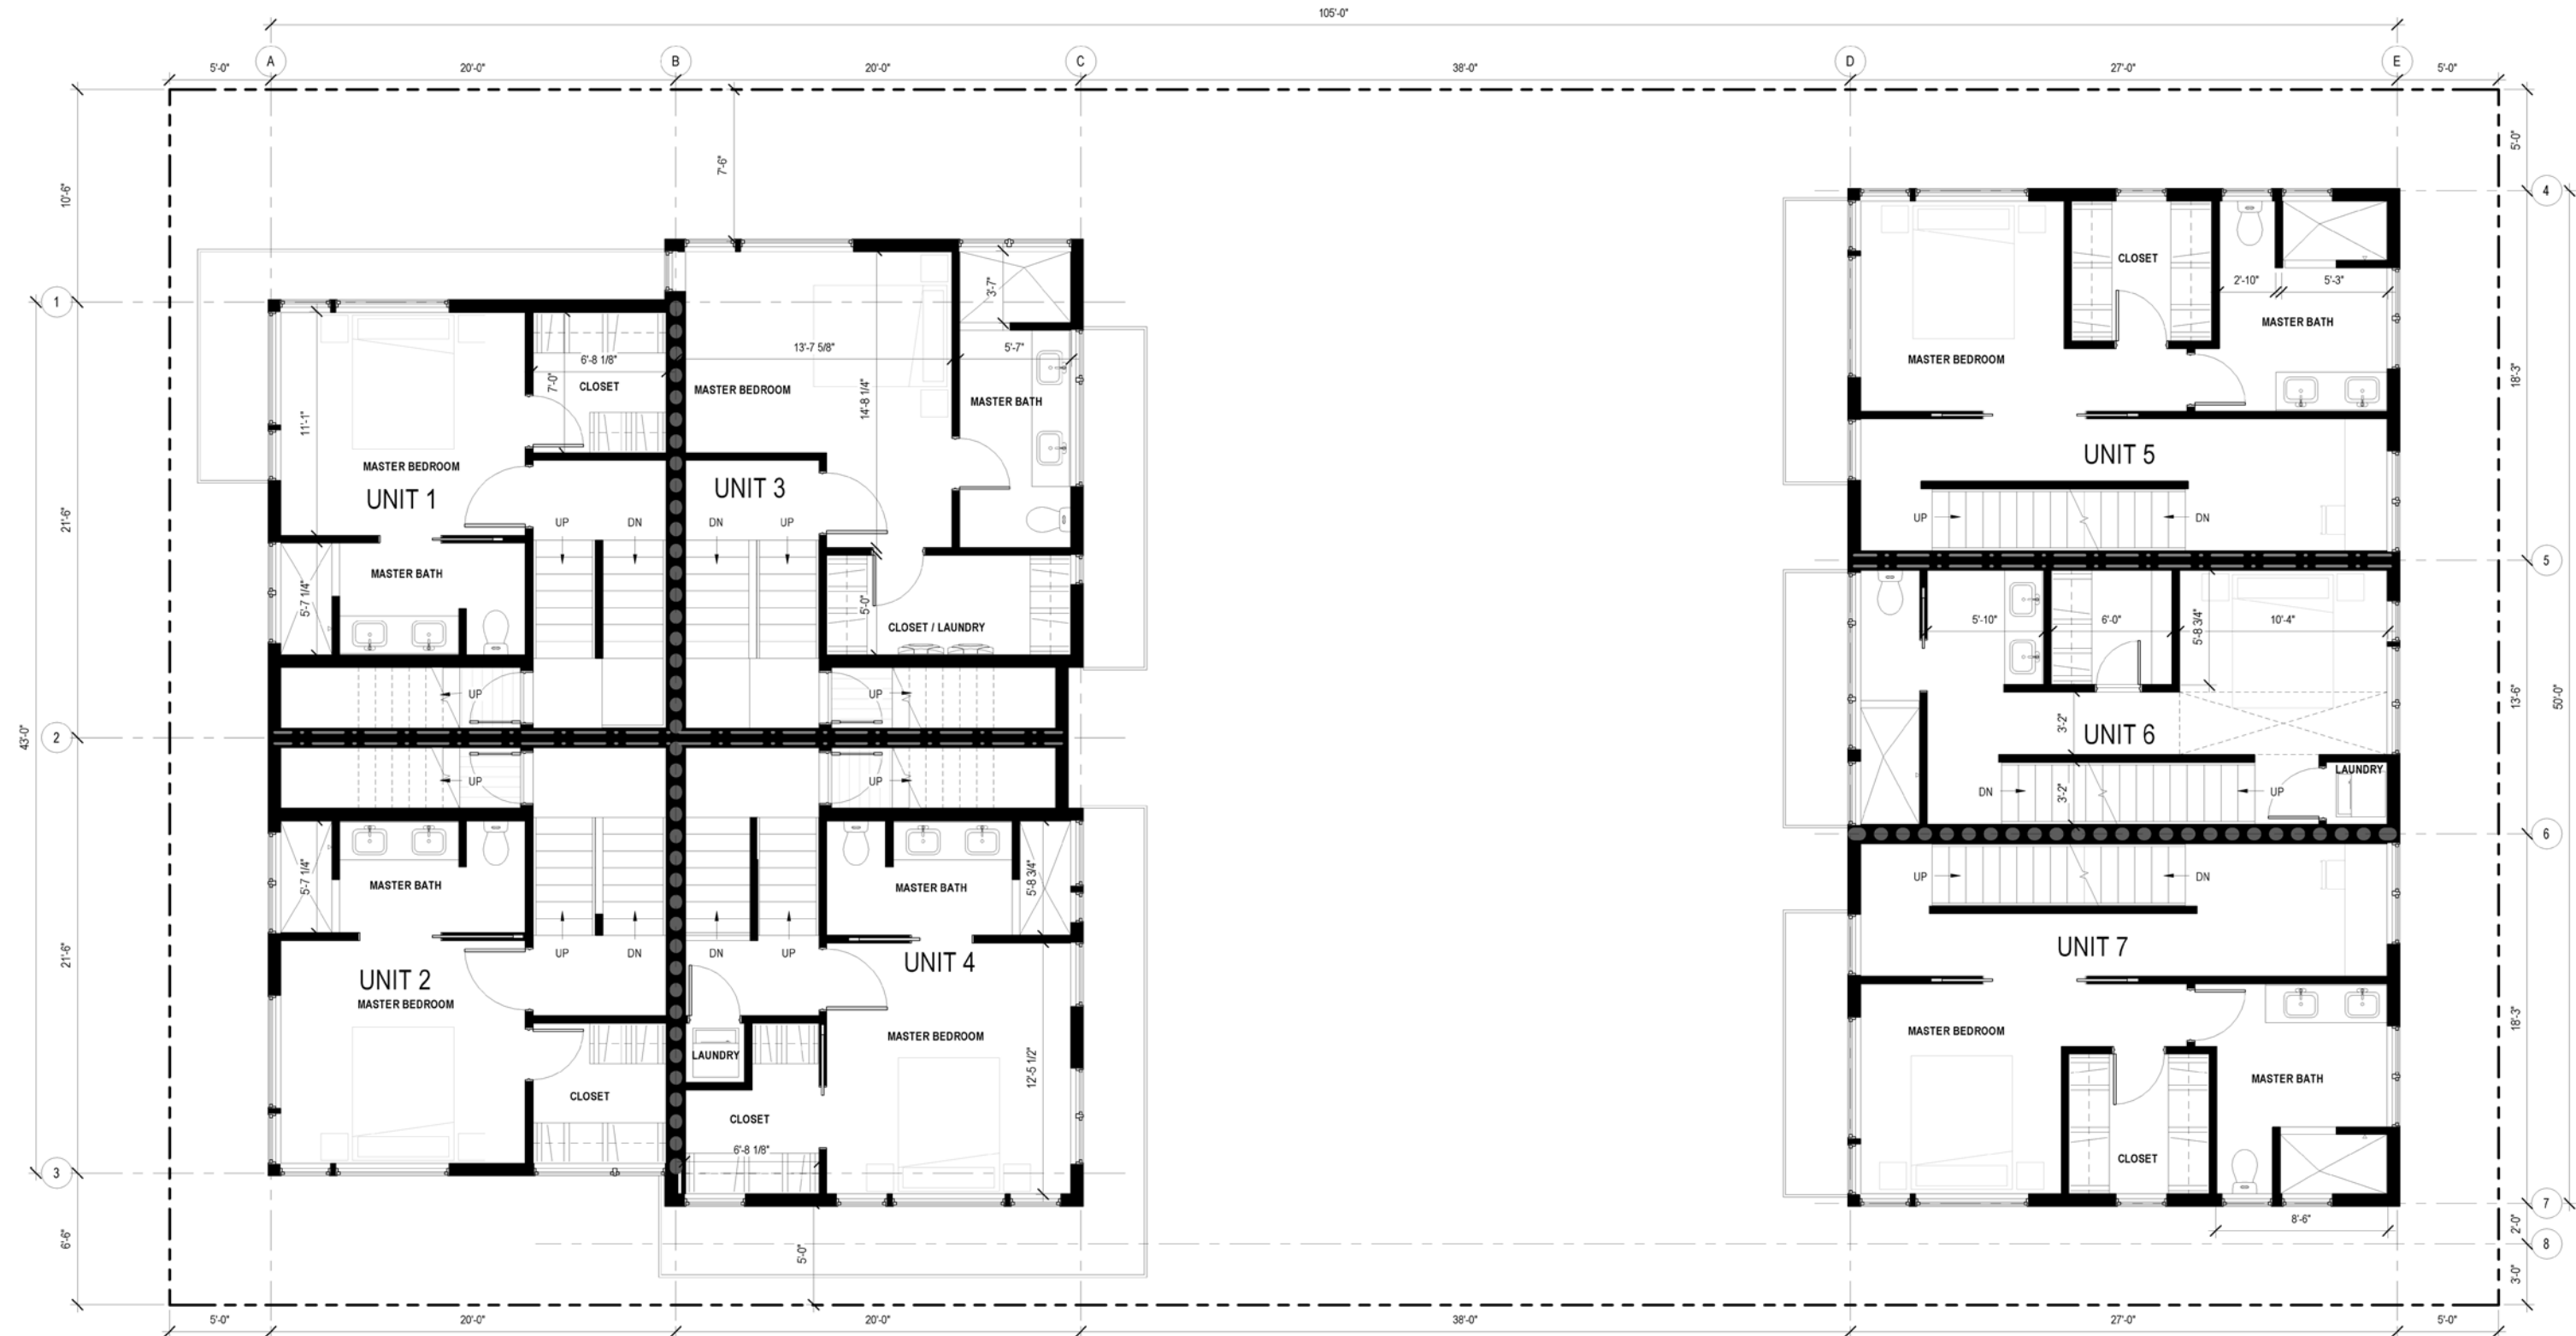 105'-0"
5'-0"
A
20'-0"
B
20'-0"
C
38'-0"
D
27'-0"
E
5'-0"
10'-6"
7'-6"
5'-0"
4
1
43'-0"
21'-6"
2
21'-6"
3
6'-6"
11'-1"
6'-8 1/8"
7'-0"
CLOSET
MASTER BEDROOM
UNIT 1
UP
DN
MASTER BATH
5'-7 1/4"
UP
3'-7"
13'-7 5/8"
5'-7"
MASTER BEDROOM
14'-8 1/4"
MASTER BATH
UNIT 3
DN
UP
5'-0"
CLOSET / LAUNDRY
UP
UP
5'-7 1/4"
MASTER BATH
UP
DN
UNIT 2
MASTER BEDROOM
CLOSET
UP
MASTER BATH
5'-8 3/4"
DN
UP
UNIT 4
MASTER BEDROOM
LAUNDRY
12'-5 1/2"
CLOSET
6'-8 1/8"
5'-0"
CLOSET
2'-10"
5'-3"
MASTER BATH
MASTER BEDROOM
18'-3"
UNIT 5
UP
DN
5
5'-10"
6'-0"
5'-8 3/4"
10'-4"
3'-2"
UNIT 6
13'-6"
50'-0"
LAUNDRY
DN
3'-2"
UP
6
UP
DN
UNIT 7
MASTER BEDROOM
18'-3"
MASTER BATH
CLOSET
7
8'-6"
2'-0"
8
3'-0"
5'-0"
20'-0"
20'-0"
38'-0"
27'-0"
5'-0"